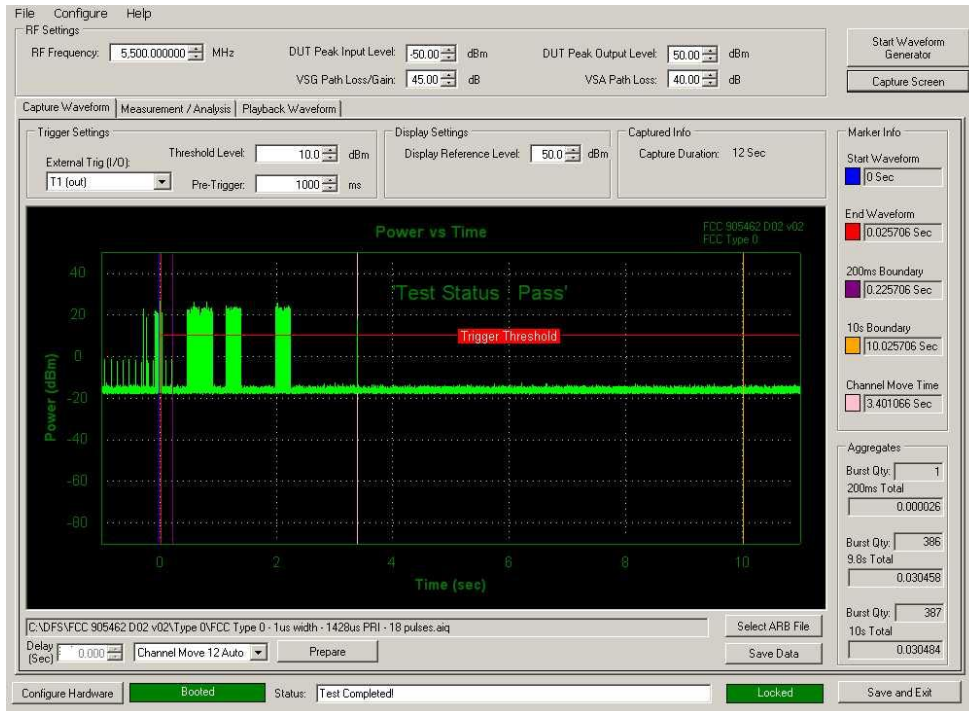 File Configure Help
RF Settings
RF Frequency: 5,500.000000 MHz
DUT Peak Input Level: -50.00 dBm
DUT Peak Output Level: 50.00 dBm
VSG Path Loss/Gain: 45.00 dB
VSA Path Loss: 40.00 dB
Start Waveform
Generator
Capture Screen
Capture Waveform Measurement / Analysis Playback Waveform
Trigger Settings
External Trig (I/O):
T1 (out)
Threshold Level: 10.0 dBm
Pre-Trigger: 1000 ms
Display Settings
Display Reference Level: 50.0 dBm
Captured Info
Capture Duration: 12 Sec
Marker Info
Start Waveform
0 Sec
End Waveform
0.025706 Sec
200ms Boundary
0.225706 Sec
10s Boundary
10.025706 Sec
Channel Move Time
3.401066 Sec
Power vs Time
FCC 905462 D02 v02
FCC Type 0
'Test Status : Pass'
Trigger Threshold
Power (dBm)
40
20
0
-20
-40
-60
-80
0 2 4 6 8 10
Time (sec)
Aggregates
Burst Qty: 1
200ms Total
0.000026
Burst Qty: 386
9.8s Total
0.030458
Burst Qty: 387
10s Total
0.030484
C:\DFS\FCC 905462 D02 v02\Type 0\FCC Type 0 - 1us width - 1428us PRI - 18 pulses.aiq
Select ARB File
Delay
(Sec) 0.000
Channel Move 12 Auto
Prepare
Save Data
Configure Hardware
Booted
Status: Test Completed!
Locked
Save and Exit